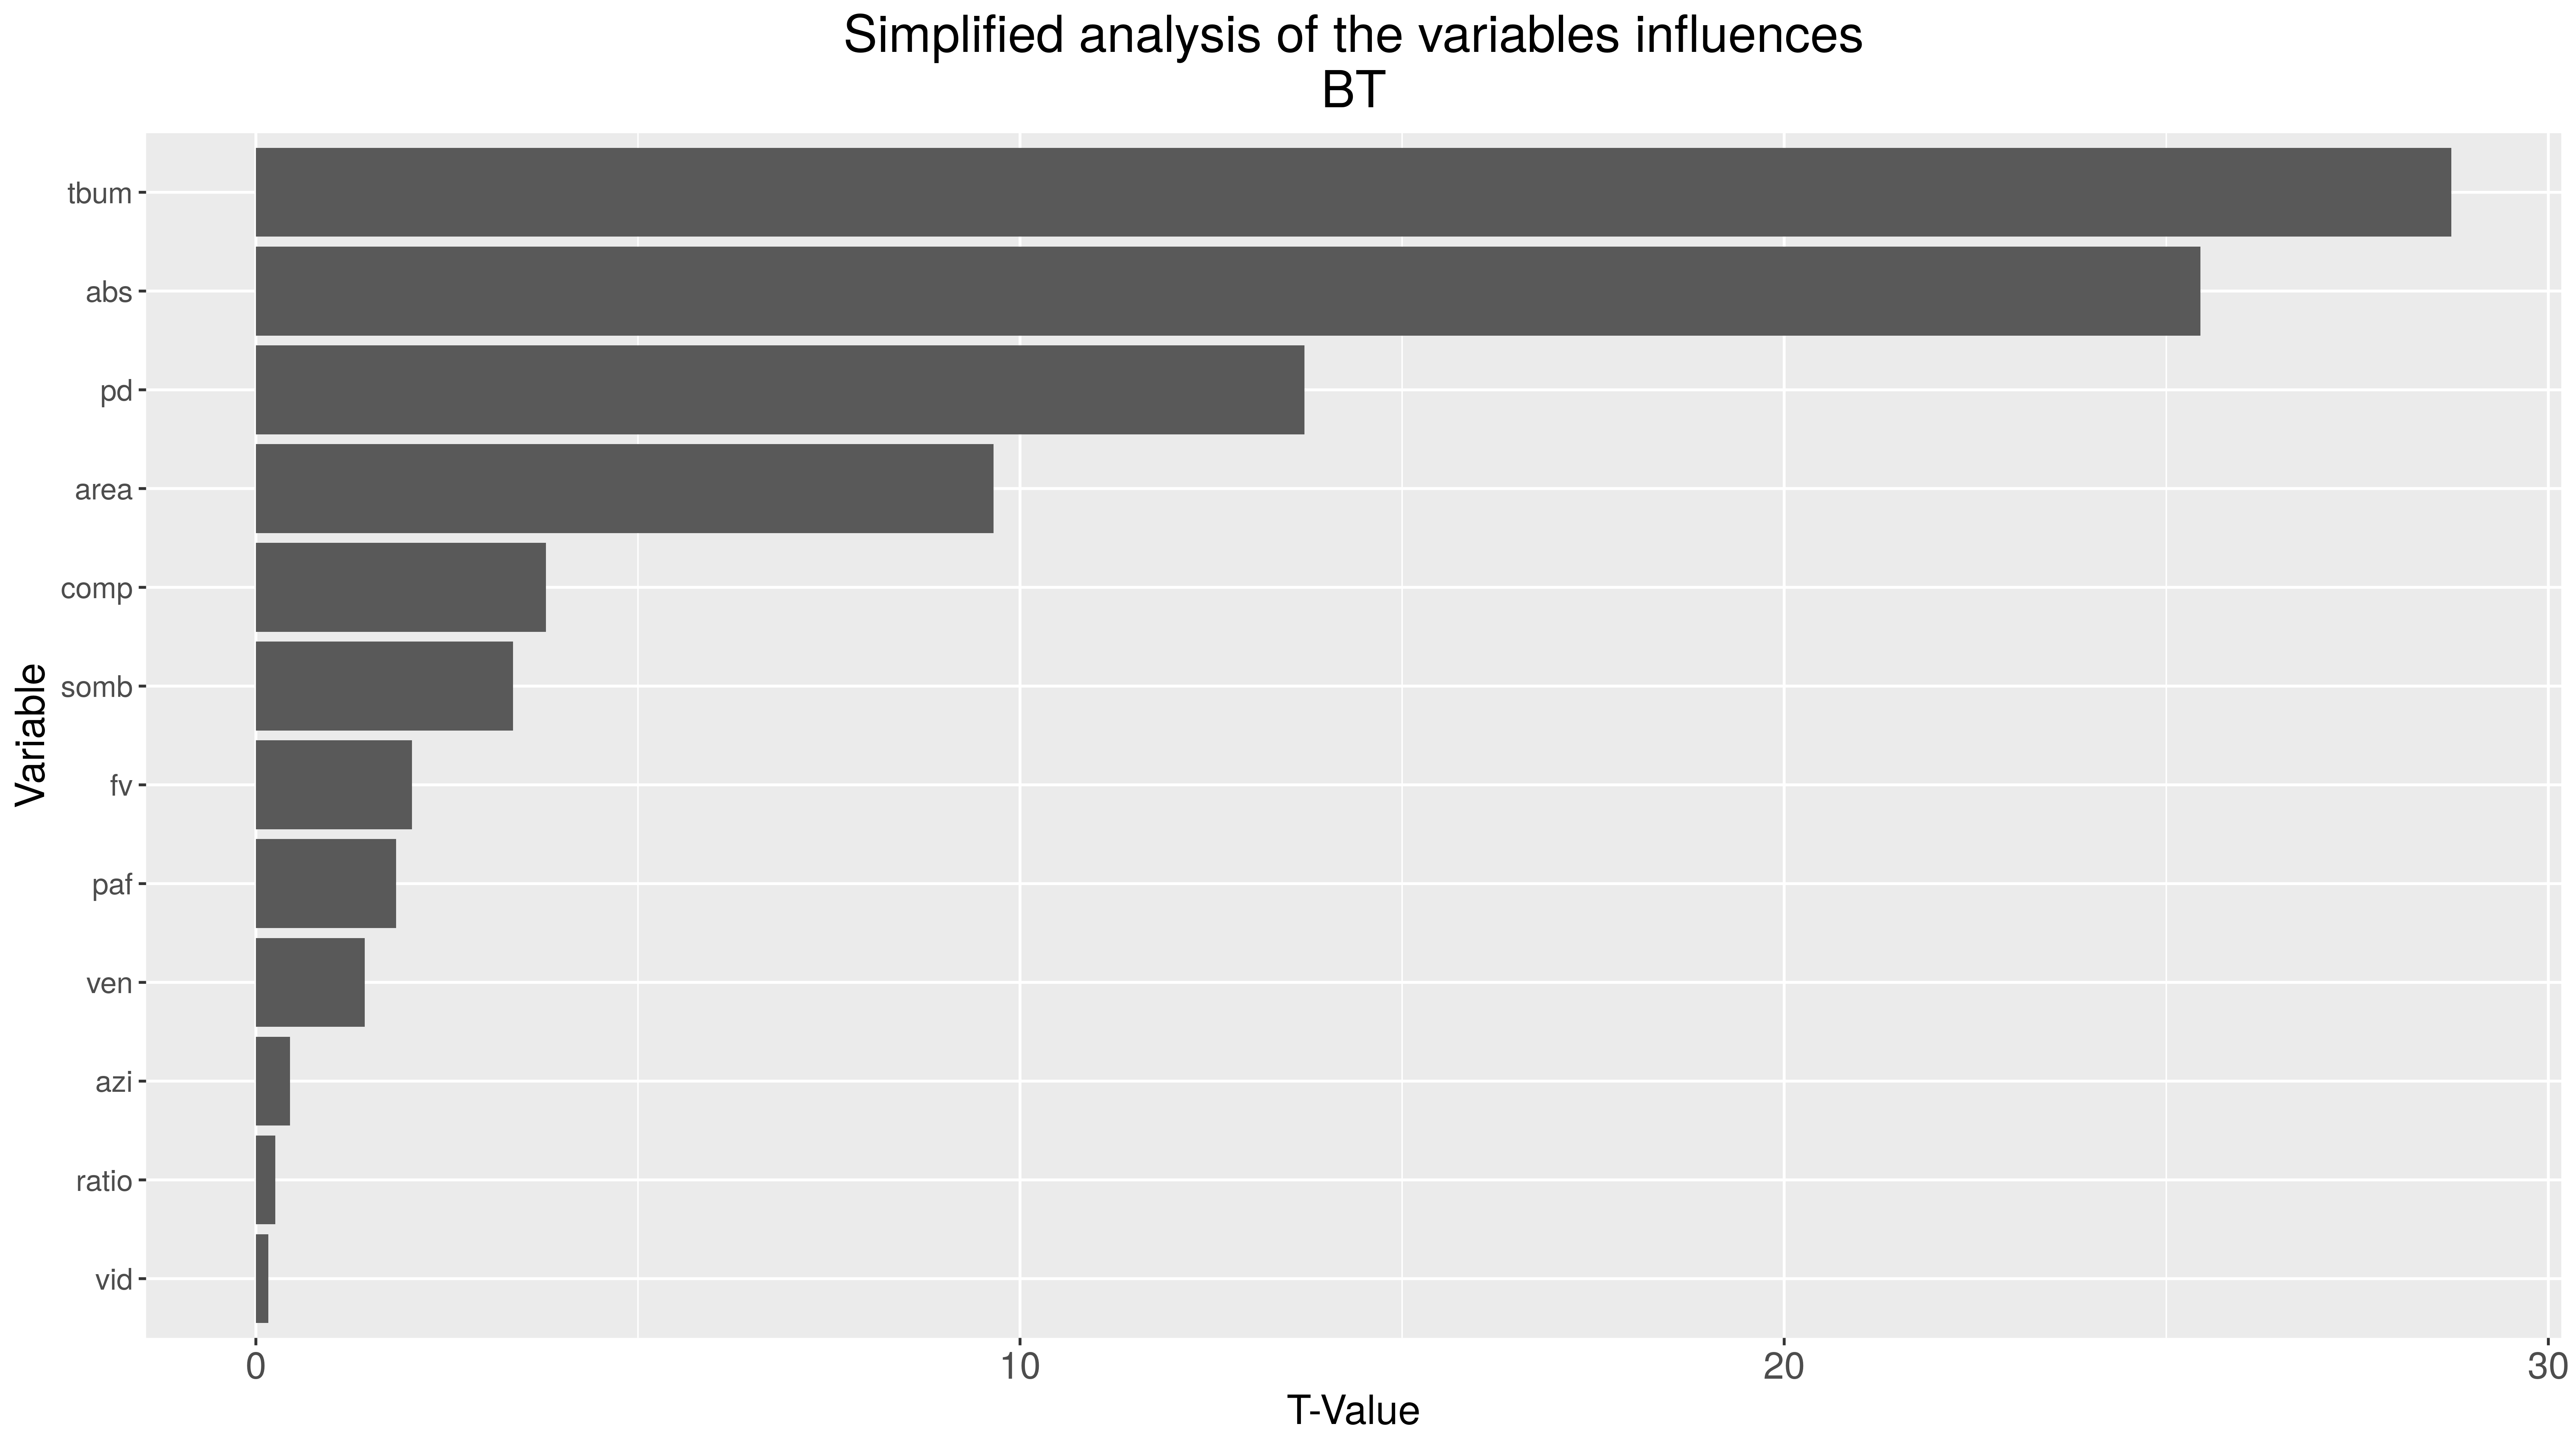 Simplified analysis of the variables influences
BT
Variable
tbum
abs
pd
area
comp
somb
fv
paf
ven
azi
ratio
vid
0 10 20 30
T-Value